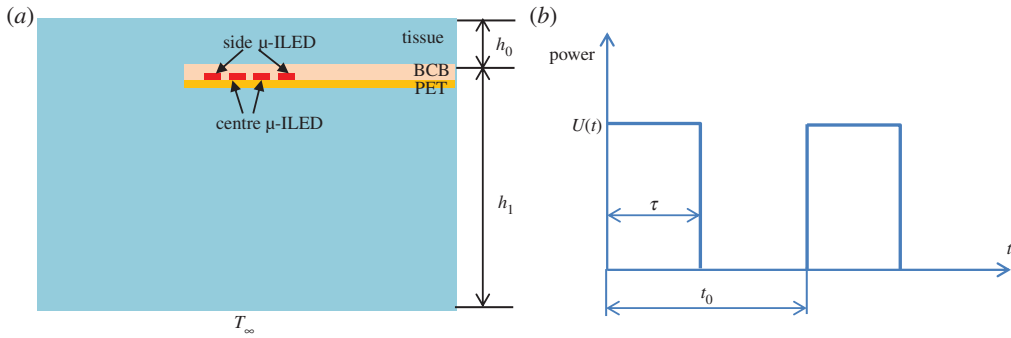 (a)
tissue
h0
side μ-ILED
BCB
PET
centre μ-ILED
h1
T∞
(b)
power
U(t)
τ
t
t0